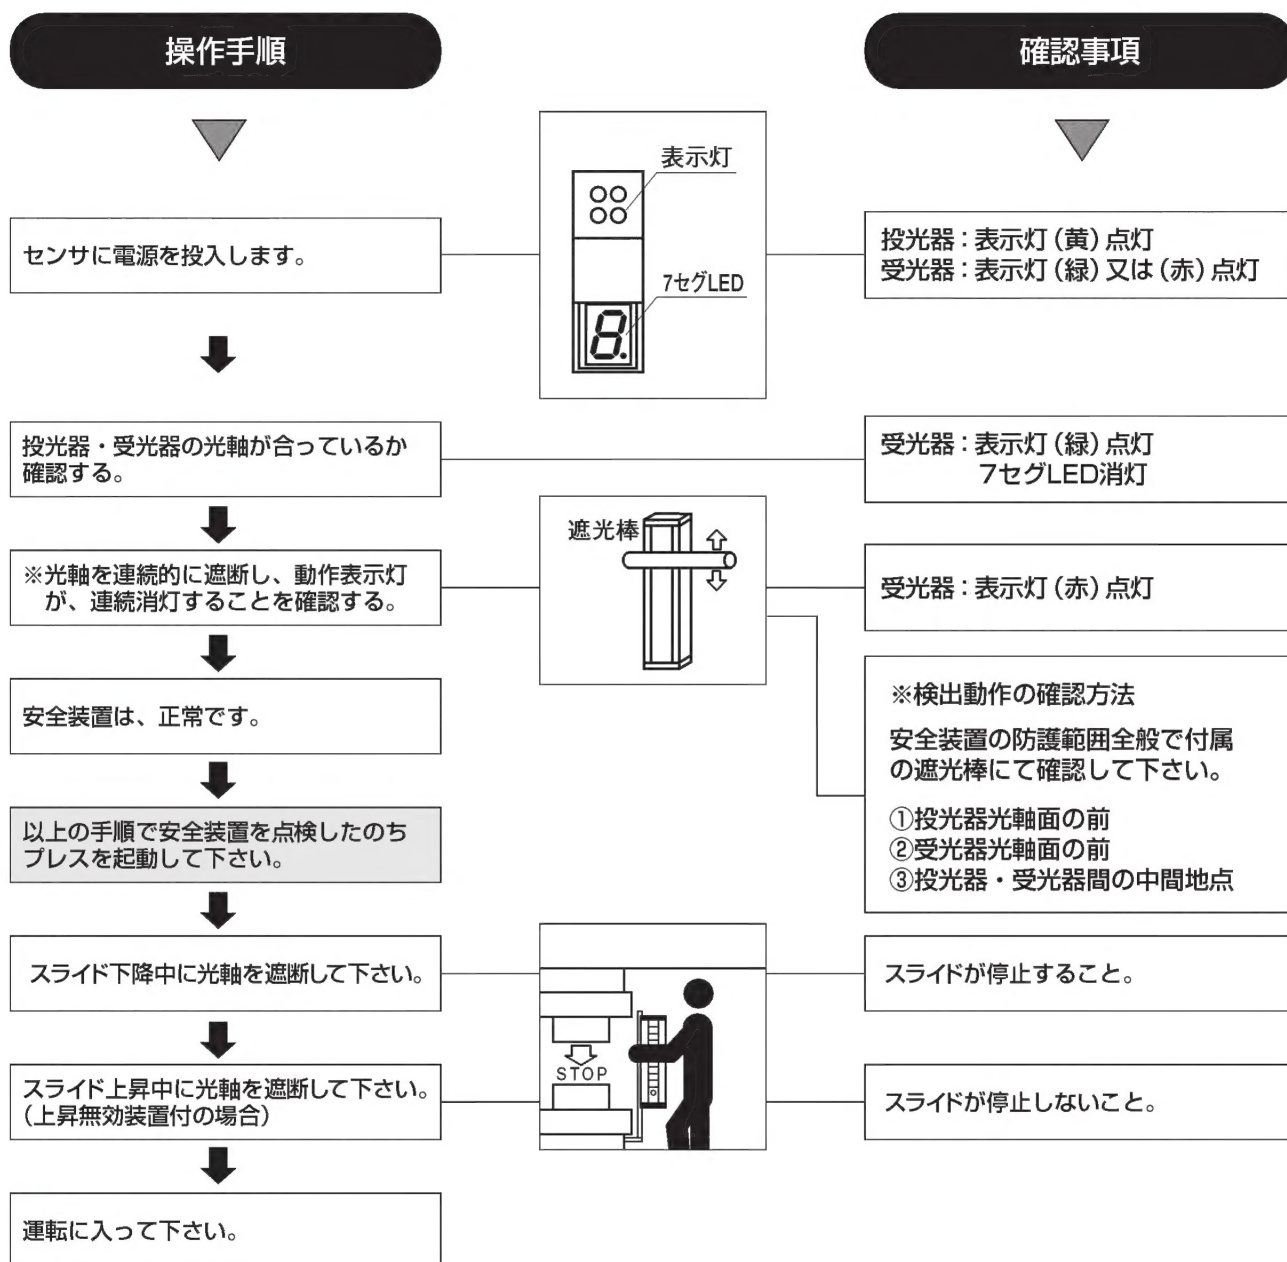 操作手順
確認事項
表示灯
7セグLED
センサに電源を投入します。
投光器：表示灯（黄）点灯
受光器：表示灯（緑）又は（赤）点灯
投光器・受光器の光軸が合っているか
確認する。
受光器：表示灯（緑）点灯
7セグLED消灯
※光軸を連続的に遮断し、動作表示灯
が、連続消灯することを確認する。
遮光棒
受光器：表示灯（赤）点灯
安全装置は、正常です。
※検出動作の確認方法
安全装置の防護範囲全般で付属
の遮光棒にて確認して下さい。
①投光器光軸面の前
②受光器光軸面の前
③投光器・受光器間の中間地点
以上の手順で安全装置を点検したのち
プレスを起動して下さい。
スライド下降中に光軸を遮断して下さい。
STOP
スライドが停止すること。
スライド上昇中に光軸を遮断して下さい。
（上昇無効装置付の場合）
スライドが停止しないこと。
運転に入って下さい。